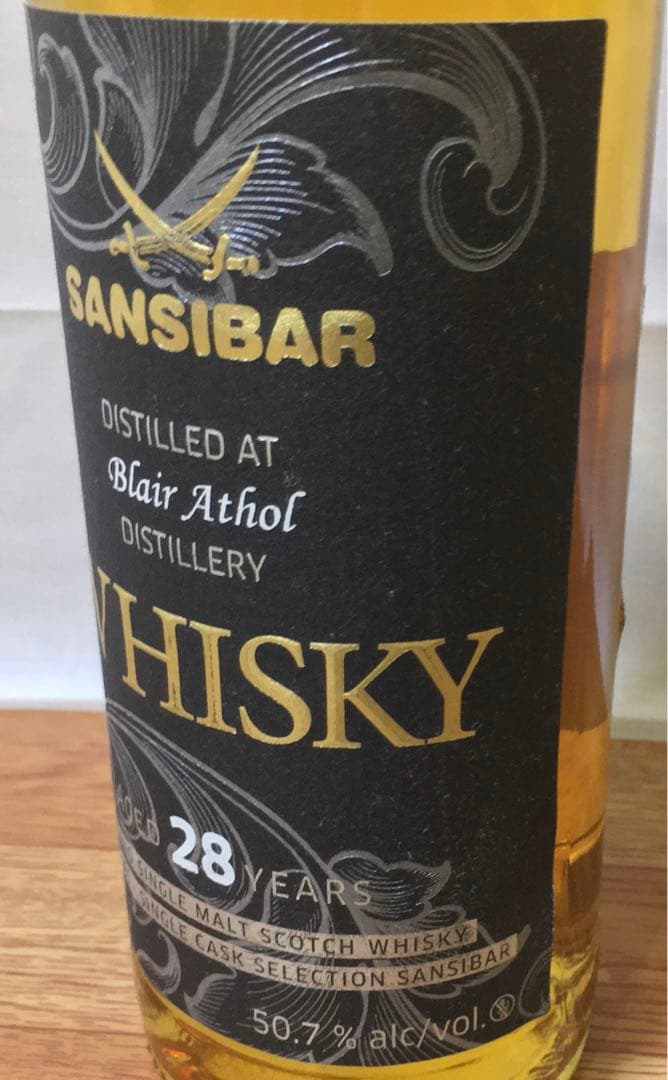 SANSIBAR
DISTILLED AT
Blair Athol
DISTILLERY
WHISKY
AGED 28 YEARS
SINGLE MALT SCOTCH WHISKY
SINGLE CASK SELECTION SANSIBAR
50.7 % alc/vol.